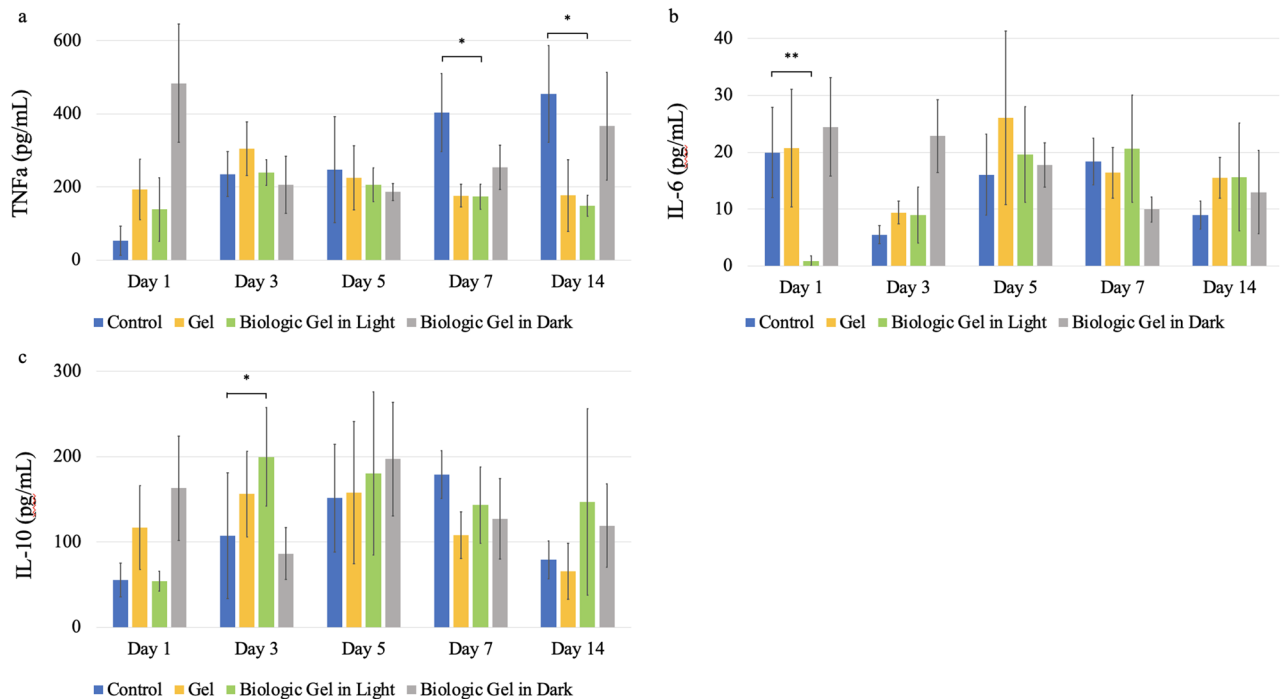 a
TNFa (pg/mL)
600
400
200
0
*
*
Day 1 Day 3 Day 5 Day 7 Day 14
Control Gel Biologic Gel in Light Biologic Gel in Dark
b
IL-6 (pg/mL)
40
30
20
10
0
**
Day 1 Day 3 Day 5 Day 7 Day 14
Control Gel Biologic Gel in Light Biologic Gel in Dark
c
IL-10 (pg/mL)
300
200
100
0
*
Day 1 Day 3 Day 5 Day 7 Day 14
Control Gel Biologic Gel in Light Biologic Gel in Dark